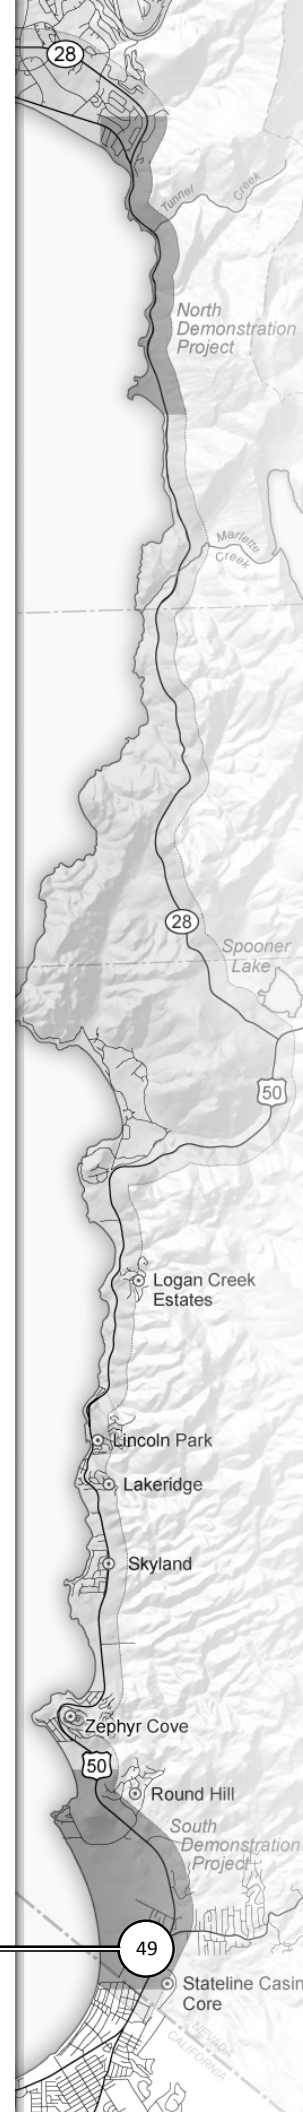 28
Tunnel
Creek
North
Demonstration
Project
Marlette
Creek
28
Spooner
Lake
50
Logan Creek
Estates
Lincoln Park
Lakeridge
Skyland
Zephyr Cove
50
Round Hill
South
Demonstration
Project
49
Stateline Casin
Core
NEVADA
CALIFORNIA